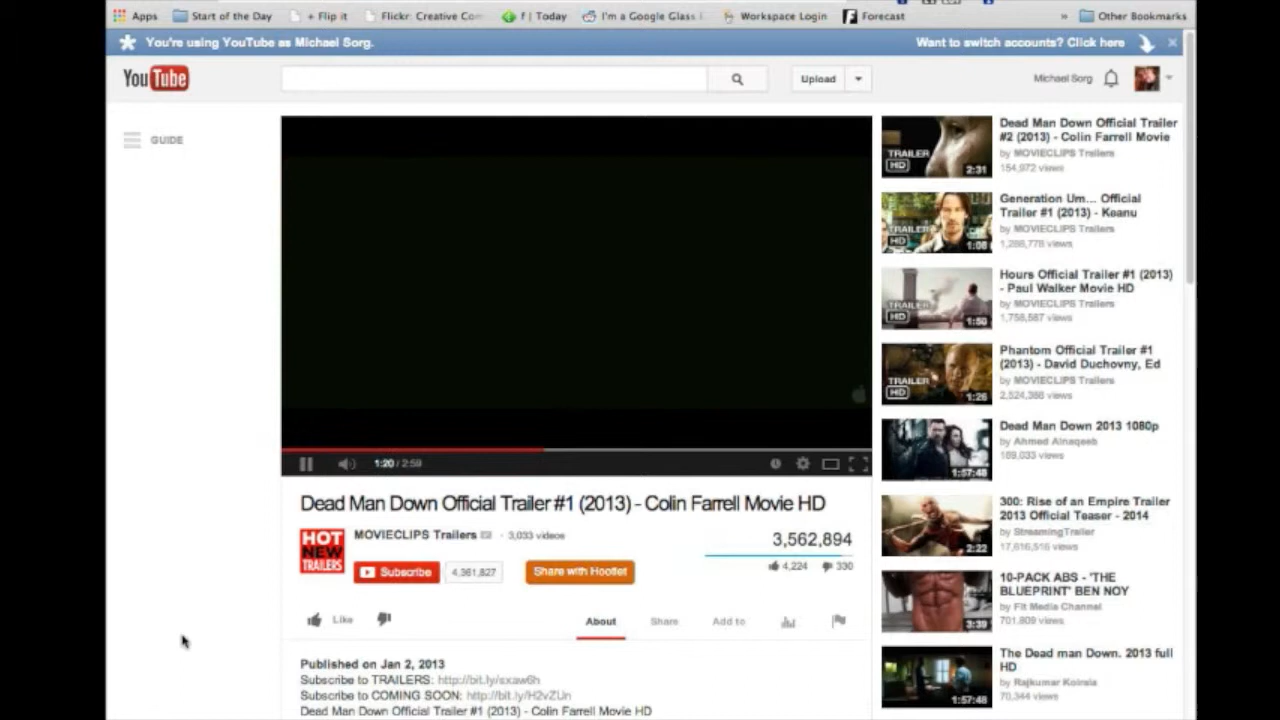 Apps Start of the Day + Flip it Flickr: Creative Co f | Today I'm a Google Glass Workspace Login Forecast » Other Bookmarks
You're using YouTube as Michael Sorg. Want to switch accounts? Click here
YouTube Upload Michael Sorg
GUIDE
1:20 / 2:59
Dead Man Down Official Trailer #1 (2013) - Colin Farrell Movie HD
HOT NEW TRAILERS
MOVIECLIPS Trailers · 3,033 videos
Subscribe 4,361,827 Share with Hootlet
3,562,894
4,224 330
Like About Share Add to
Published on Jan 2, 2013
Subscribe to TRAILERS: http://bit.ly/sxaw6h
Subscribe to COMING SOON: http://bit.ly/H2vZUn
Dead Man Down Official Trailer #1 (2013) - Colin Farrell Movie HD
TRAILER HD 2:31
Dead Man Down Official Trailer
#2 (2013) - Colin Farrell Movie
by MOVIECLIPS Trailers
154,972 views
TRAILER HD 1:08
Generation Um... Official
Trailer #1 (2013) - Keanu
by MOVIECLIPS Trailers
TRAILER HD 1:50
Hours Official Trailer #1 (2013)
- Paul Walker Movie HD
by MOVIECLIPS Trailers
1,758,587 views
TRAILER HD 1:26
Phantom Official Trailer #1
(2013) - David Duchovny, Ed
by MOVIECLIPS Trailers
2,524,388 views
1:57:48
Dead Man Down 2013 1080p
by Ahmed Alnaqeeb
169,033 views
2:22
300: Rise of an Empire Trailer
2013 Official Teaser - 2014
by StreamingTrailer
17,616,516 views
3:39
10-PACK ABS - 'THE
BLUEPRINT' BEN NOY
by Fit Media Channel
701,809 views
1:57:48
The Dead man Down. 2013 full
HD
by Rajkumar Koirala
70,344 views